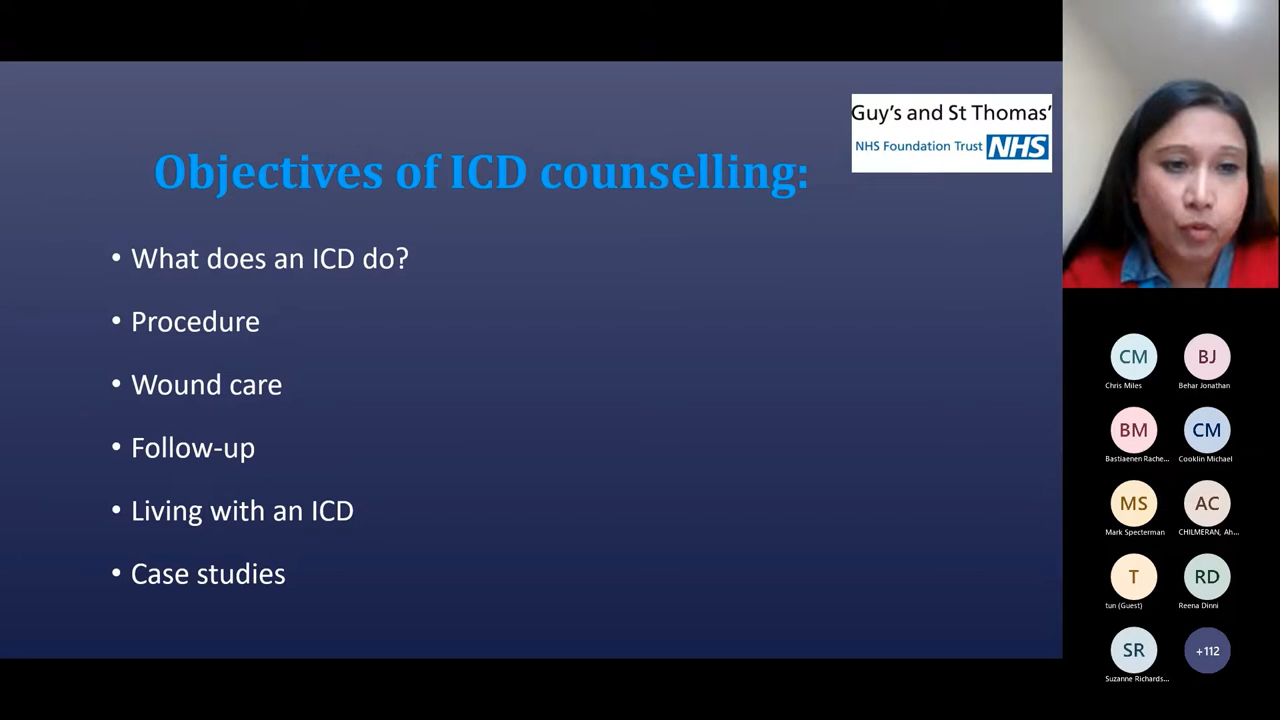 Guy's and St Thomas'
NHS Foundation Trust NHS
Objectives of ICD counselling:
• What does an ICD do?
• Procedure
• Wound care
• Follow-up
• Living with an ICD
• Case studies
CM BJ
Chris Miles Behar Jonathan
BM CM
Bastiaenen Rache... Cooklin Michael
MS AC
Mark Specterman CHILMERAN, Ah...
T RD
tun (Guest) Reena Dinni
SR +112
Suzanne Richards...